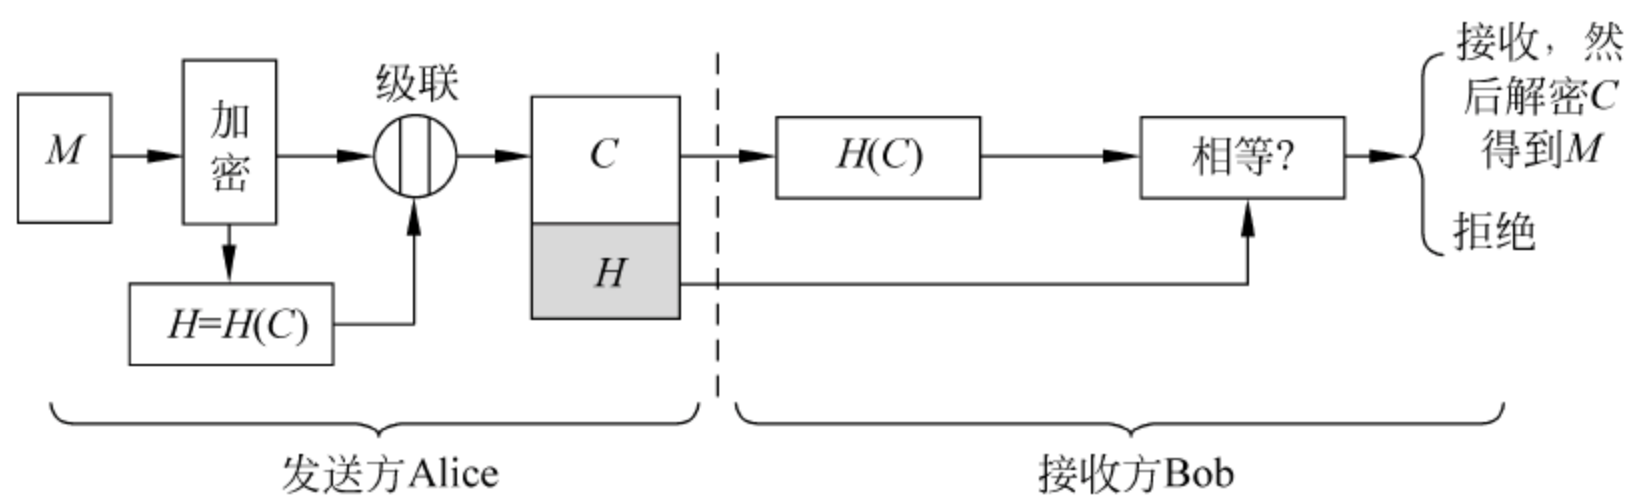 M
加
密
H=H(C)
级联
C
H
H(C)
相等?
接收，然
后解密C
得到M
拒绝
发送方Alice
接收方Bob